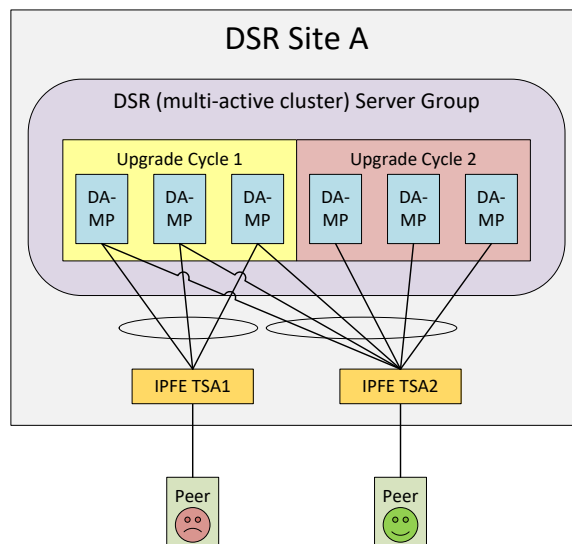 DSR Site A
DSR (multi-active cluster) Server Group
Upgrade Cycle 1
Upgrade Cycle 2
DA-
MP
DA-
MP
DA-
MP
DA-
MP
DA-
MP
DA-
MP
IPFE TSA1
IPFE TSA2
Peer
Peer